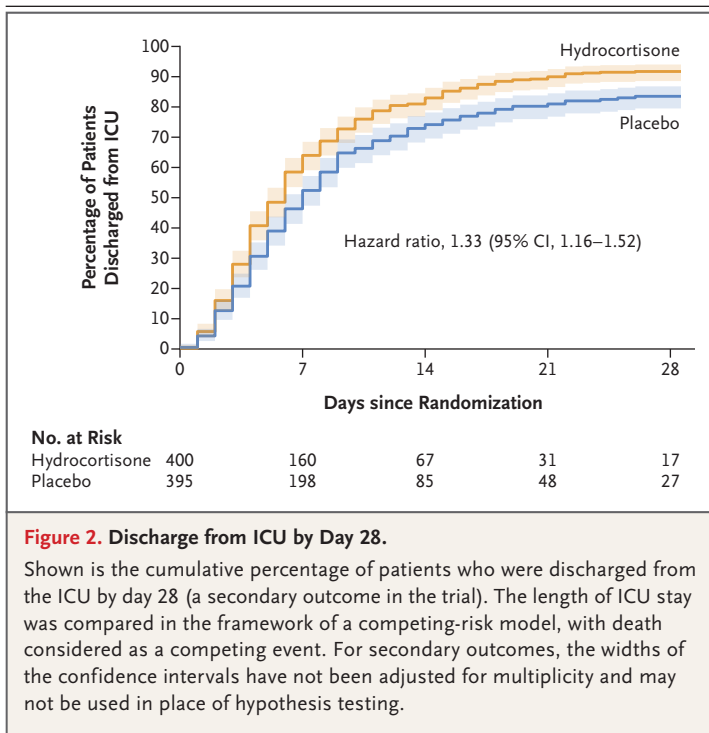 100
90
80
70
60
50
40
30
20
10
0
Percentage of Patients
Discharged from ICU
Hydrocortisone
Placebo
Hazard ratio, 1.33 (95% CI, 1.16–1.52)
0 7 14 21 28
Days since Randomization
No. at Risk
Hydrocortisone 400 160 67 31 17
Placebo 395 198 85 48 27
Figure 2. Discharge from ICU by Day 28.
Shown is the cumulative percentage of patients who were discharged from
the ICU by day 28 (a secondary outcome in the trial). The length of ICU stay
was compared in the framework of a competing-risk model, with death
considered as a competing event. For secondary outcomes, the widths of
the confidence intervals have not been adjusted for multiplicity and may
not be used in place of hypothesis testing.